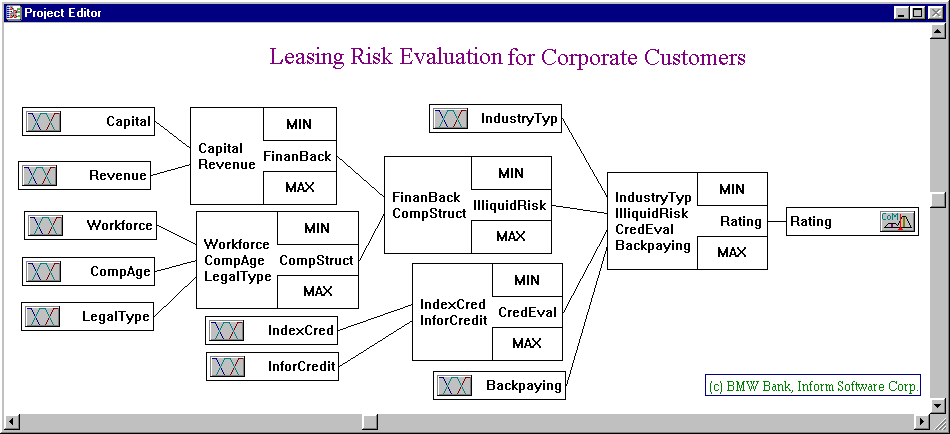 Project Editor
Leasing Risk Evaluation for Corporate Customers
Capital
Revenue
Workforce
CompAge
LegalType
Capital
Revenue
MIN
FinanBack
MAX
Workforce
CompAge
LegalType
MIN
CompStruct
MAX
IndexCred
InforCredit
IndustryTyp
FinanBack
CompStruct
MIN
IlliquidRisk
MAX
IndexCred
InforCredit
MIN
CredEval
MAX
Backpaying
IndustryTyp
IlliquidRisk
CredEval
Backpaying
MIN
Rating
MAX
Rating
CoM
(c) BMW Bank, Inform Software Corp.